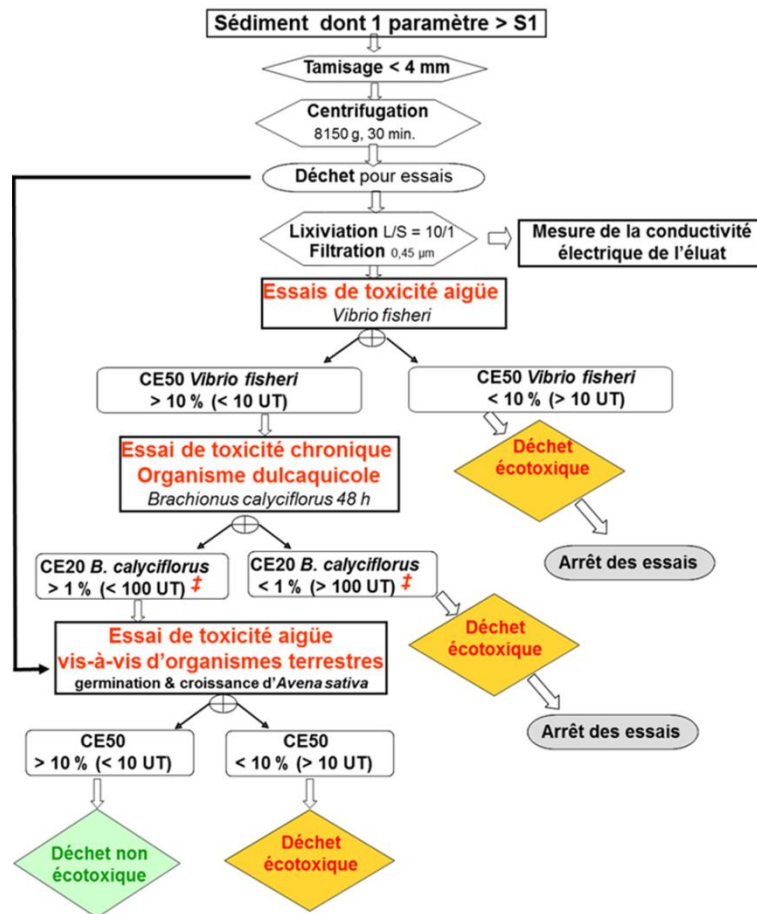 Sédiment dont 1 paramètre > S1
Tamisage < 4 mm
Centrifugation
8150 g, 30 min.
Déchet pour essais
Lixiviation L/S = 10/1
Filtration 0,45 µm
Mesure de la conductivité
électrique de l'éluat
Essais de toxicité aigüe
Vibrio fisheri
CE50 Vibrio fisheri
> 10 % (< 10 UT)
CE50 Vibrio fisheri
< 10 % (> 10 UT)
Déchet
écotoxique
Arrêt des essais
Essai de toxicité chronique
Organisme dulcaquicole
Brachionus calyciflorus 48 h
CE20 B. calyciflorus
> 1 % (< 100 UT) ‡
CE20 B. calyciflorus
< 1 % (> 100 UT) ‡
Déchet
écotoxique
Arrêt des essais
Essai de toxicité aigüe
vis-à-vis d'organismes terrestres
germination & croissance d'Avena sativa
CE50
> 10 % (< 10 UT)
CE50
< 10 % (> 10 UT)
Déchet non
écotoxique
Déchet
écotoxique